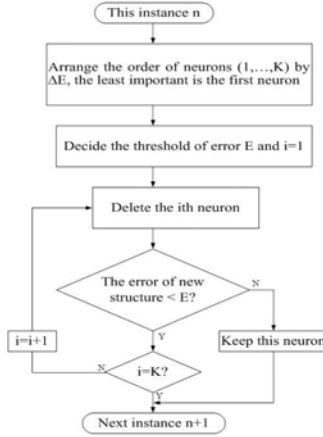 This instance n
Arrange the order of neurons (1,…,K) by
ΔE, the least important is the first neuron
Decide the threshold of error E and i=1
Delete the ith neuron
The error of new
structure < E?
N
Y
i=i+1
Keep this neuron
N
i=K?
Y
Next instance n+1